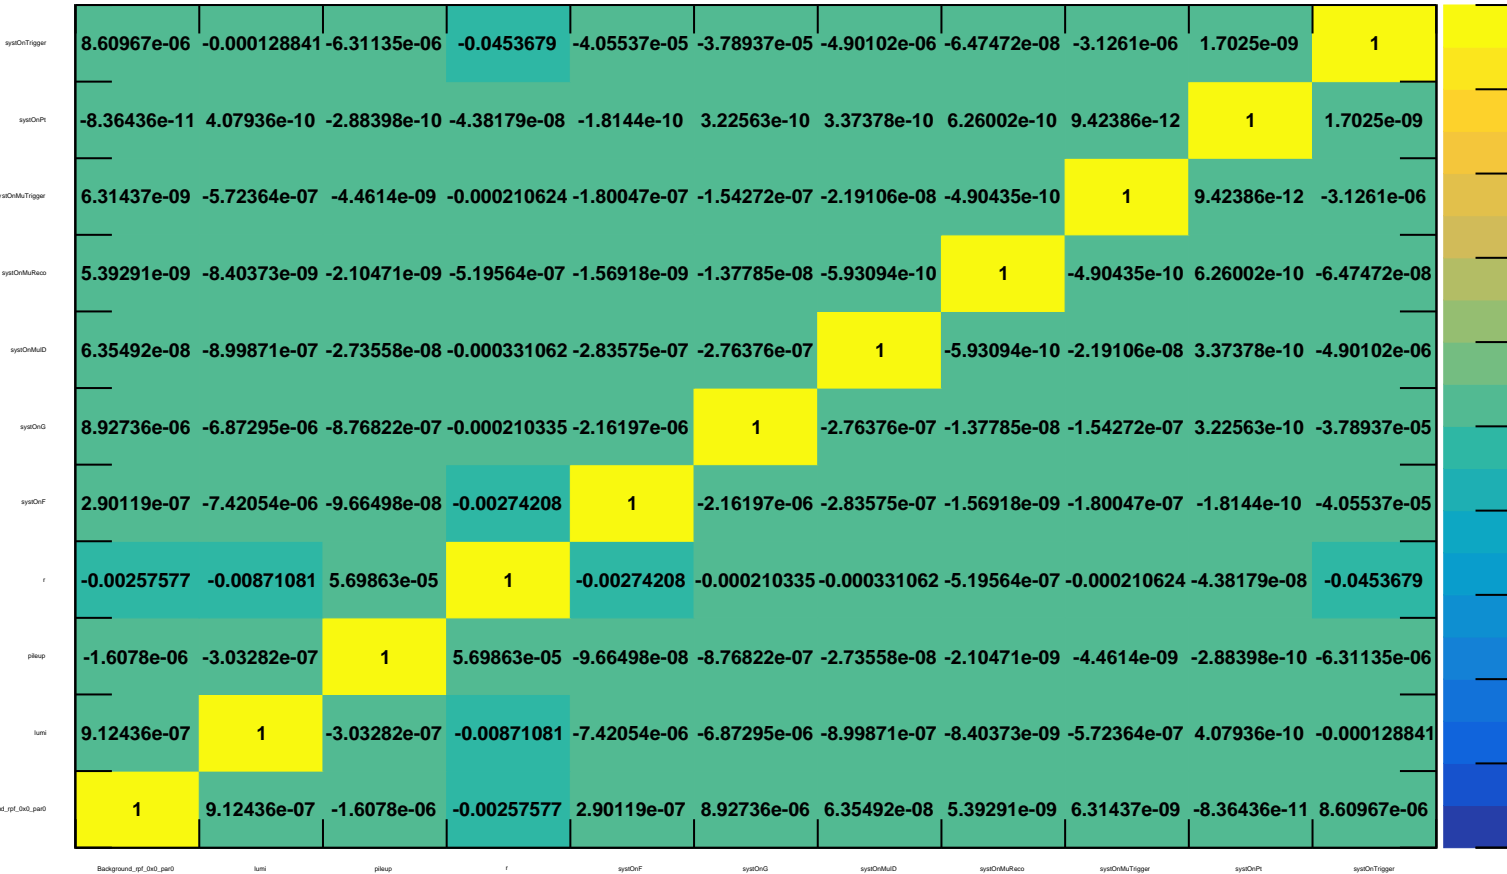 systOnTrigger 8.60967e-06 -0.000128841 -6.31135e-06 -0.0453679 -4.05537e-05 -3.78937e-05 -4.90102e-06 -6.47472e-08 -3.1261e-06 1.7025e-09 1
systOnPt -8.36436e-11 4.07936e-10 -2.88398e-10 -4.38179e-08 -1.8144e-10 3.22563e-10 3.37378e-10 6.26002e-10 9.42386e-12 1 1.7025e-09
stOnMuTrigger 6.31437e-09 -5.72364e-07 -4.4614e-09 -0.000210624 -1.80047e-07 -1.54272e-07 -2.19106e-08 -4.90435e-10 1 9.42386e-12 -3.1261e-06
systOnMuReco 5.39291e-09 -8.40373e-09 -2.10471e-09 -5.19564e-07 -1.56918e-09 -1.37785e-08 -5.93094e-10 1 -4.90435e-10 6.26002e-10 -6.47472e-08
systOnMuID 6.35492e-08 -8.99871e-07 -2.73558e-08 -0.000331062 -2.83575e-07 -2.76376e-07 1 -5.93094e-10 -2.19106e-08 3.37378e-10 -4.90102e-06
systOnG 8.92736e-06 -6.87295e-06 -8.76822e-07 -0.000210335 -2.16197e-06 1 -2.76376e-07 -1.37785e-08 -1.54272e-07 3.22563e-10 -3.78937e-05
systOnF 2.90119e-07 -7.42054e-06 -9.66498e-08 -0.00274208 1 -2.16197e-06 -2.83575e-07 -1.56918e-09 -1.80047e-07 -1.8144e-10 -4.05537e-05
r -0.00257577 -0.00871081 5.69863e-05 1 -0.00274208 -0.000210335 -0.000331062 -5.19564e-07 -0.000210624 -4.38179e-08 -0.0453679
pileup -1.6078e-06 -3.03282e-07 1 5.69863e-05 -9.66498e-08 -8.76822e-07 -2.73558e-08 -2.10471e-09 -4.4614e-09 -2.88398e-10 -6.31135e-06
lumi 9.12436e-07 1 -3.03282e-07 -0.00871081 -7.42054e-06 -6.87295e-06 -8.99871e-07 -8.40373e-09 -5.72364e-07 4.07936e-10 -0.000128841
d_rpf_0x0_par0 1 9.12436e-07 -1.6078e-06 -0.00257577 2.90119e-07 8.92736e-06 6.35492e-08 5.39291e-09 6.31437e-09 -8.36436e-11 8.60967e-06
Background_rpf_0x0_par0 lumi pileup r systOnF systOnG systOnMuID systOnMuReco systOnMuTrigger systOnPt systOnTrigger